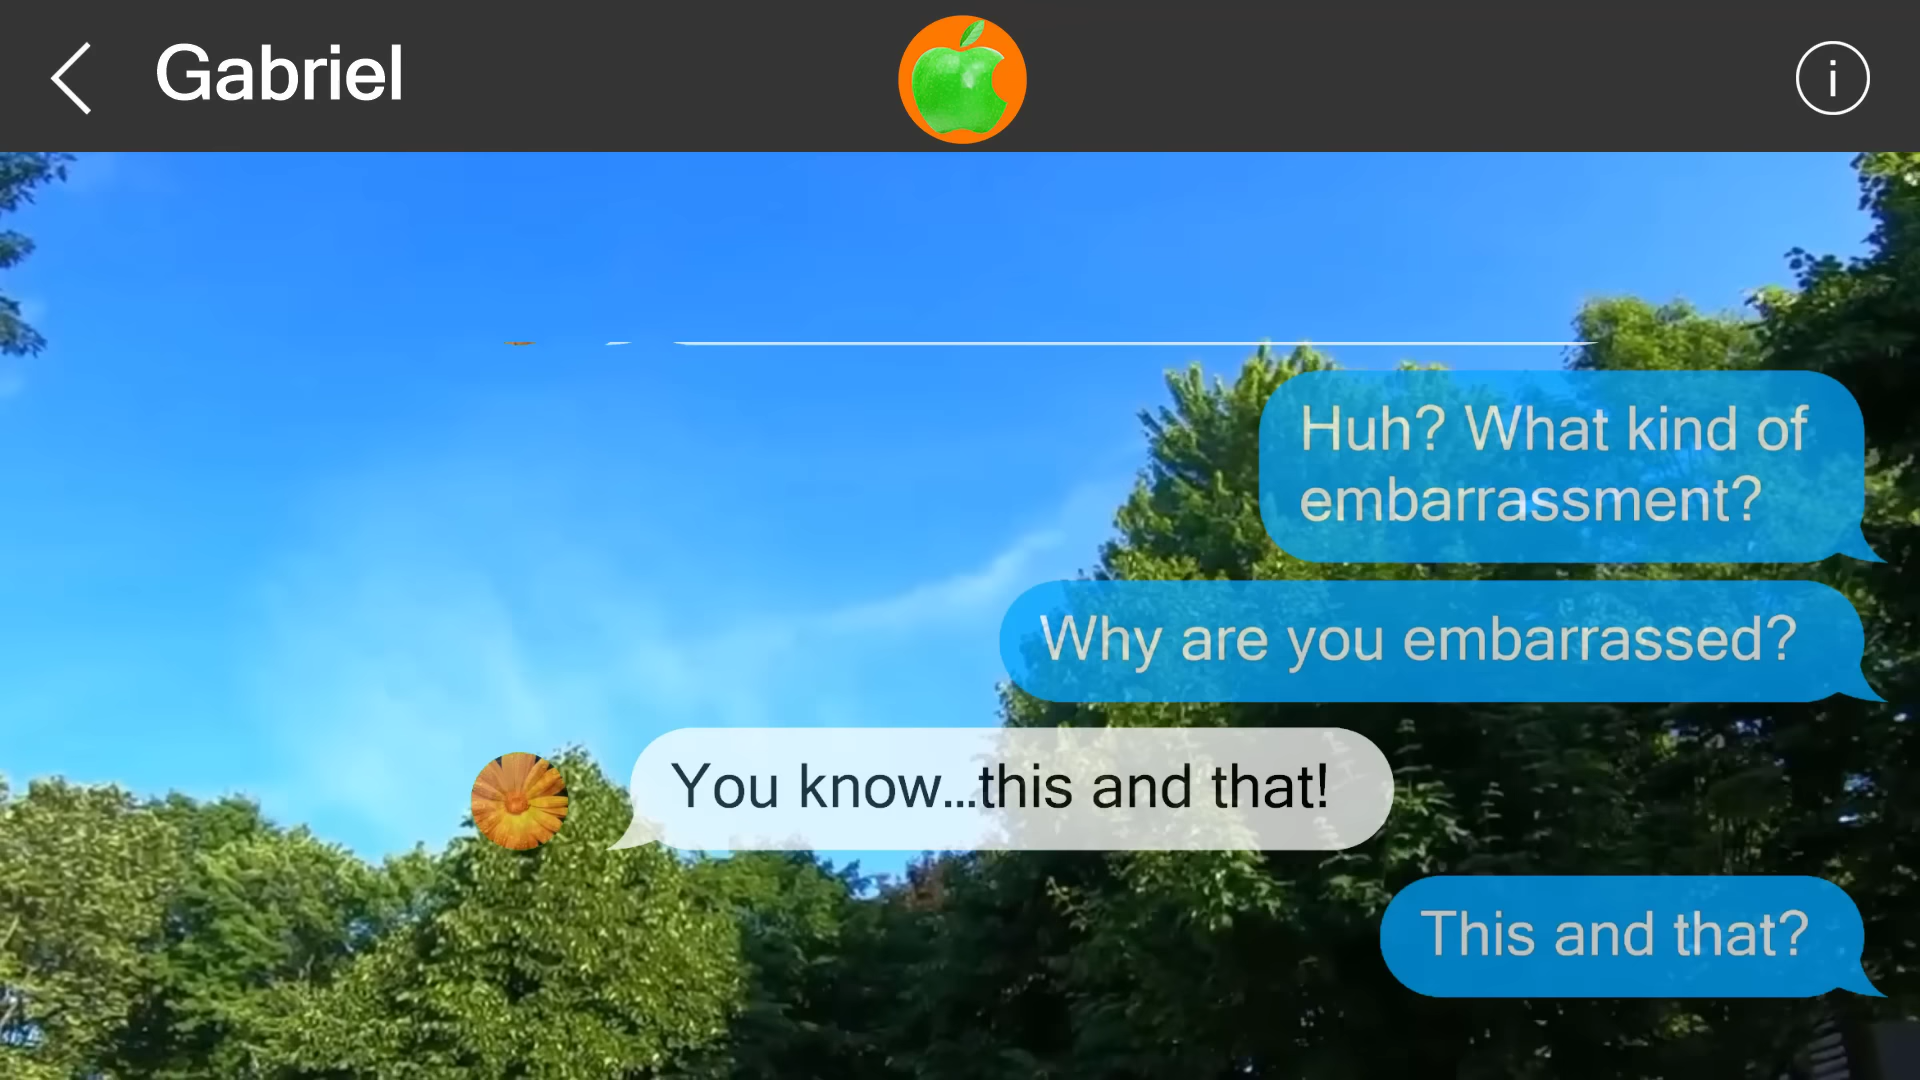 Gabriel
Huh? What kind of
embarrassment?
Why are you embarrassed?
You know...this and that!
This and that?